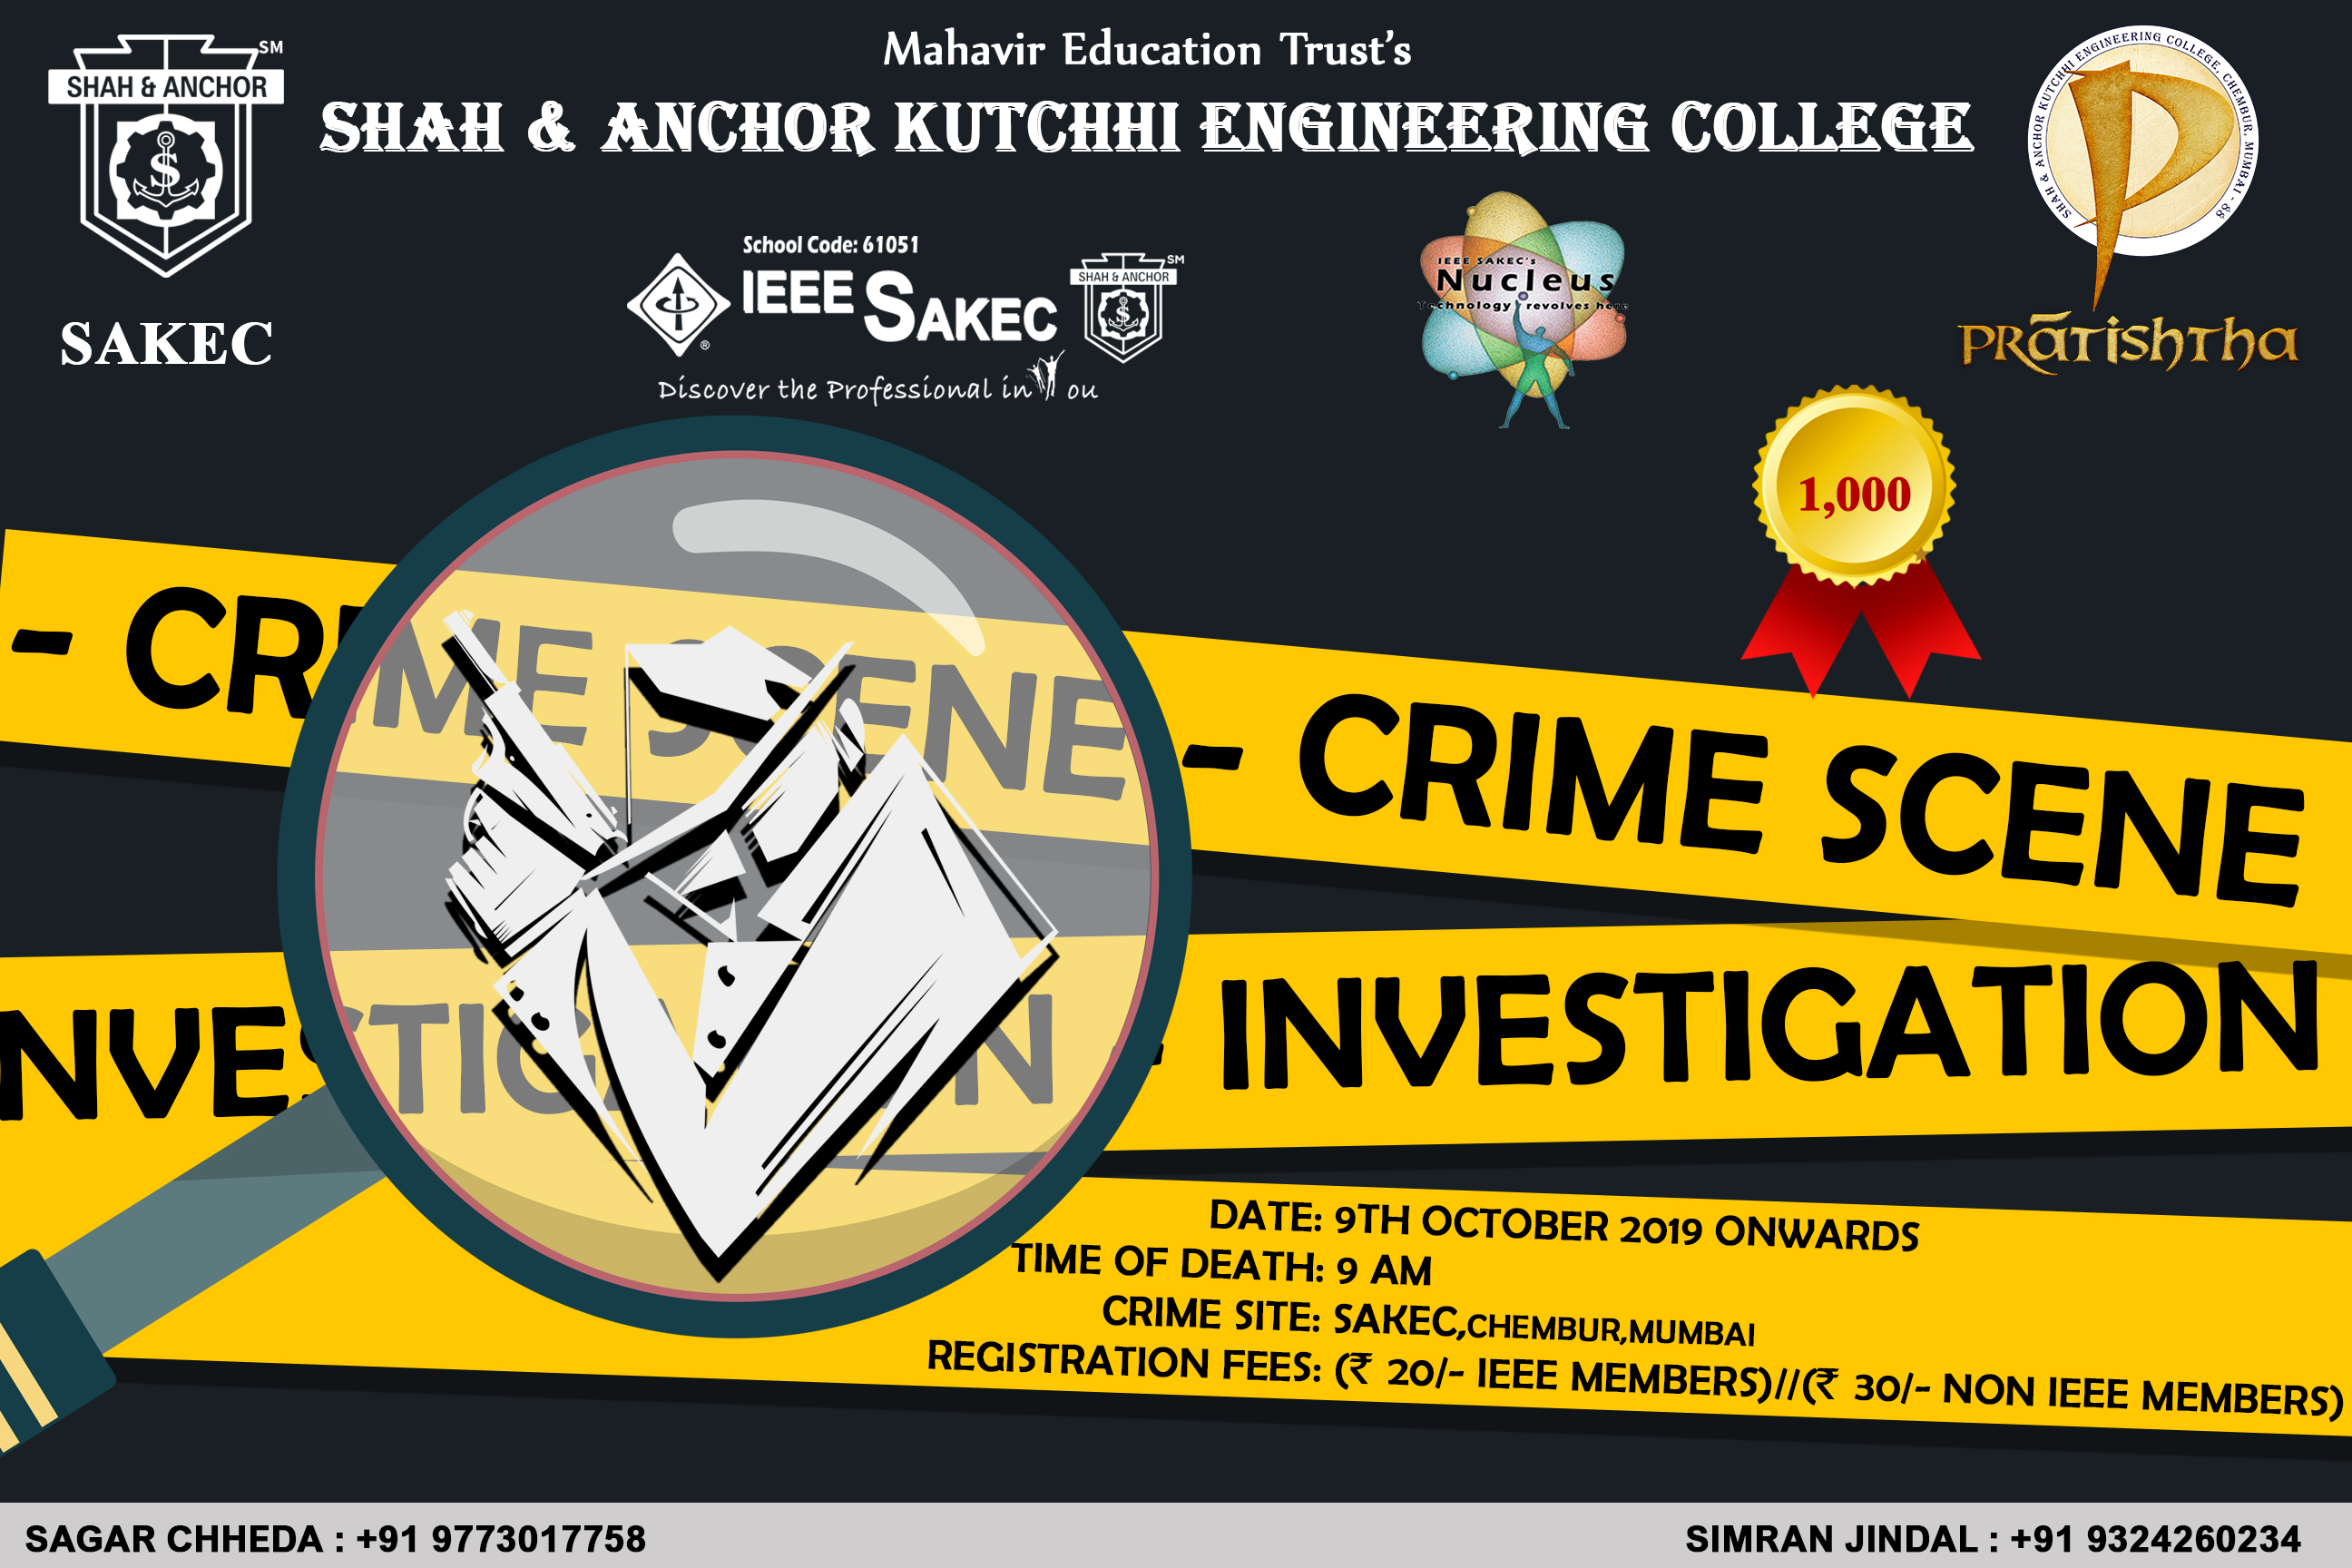 SM
SHAH & ANCHOR
S
SAKEC
Mahavir Education Trust's
SHAH & ANCHOR KUTCHHI ENGINEERING COLLEGE
School Code: 61051
IEEE SAKEC
®
SM
SHAH & ANCHOR
S
Discover the Professional in You
IEEE SAKEC's
Nucleus
Technology revolves here
SHAH & ANCHOR KUTCHHI ENGINEERING COLLEGE, CHEMBUR, MUMBAI - 88
P
PRATISHTHA
1,000
- CRIME SCENE - CRIME SCENE
NVESTIGATION - INVESTIGATION
DATE: 9TH OCTOBER 2019 ONWARDS
TIME OF DEATH: 9 AM
CRIME SITE: SAKEC,CHEMBUR,MUMBAI
REGISTRATION FEES: (₹ 20/- IEEE MEMBERS)//(₹ 30/- NON IEEE MEMBERS)
SAGAR CHHEDA : +91 9773017758
SIMRAN JINDAL : +91 9324260234